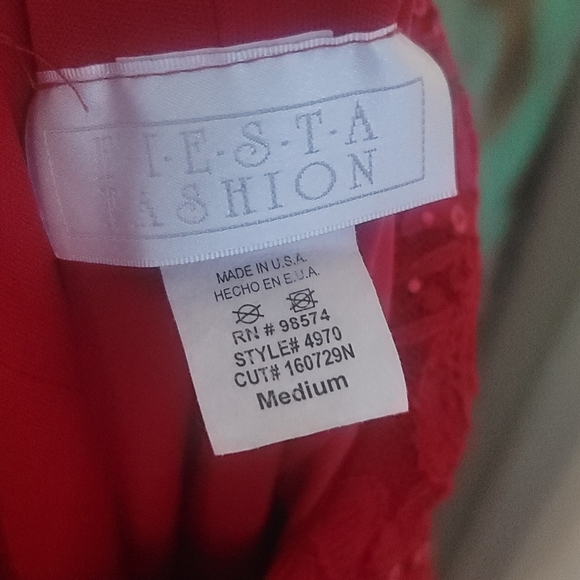 F·I·E·S·T·A
FASHION
MADE IN U.S.A.
HECHO EN E.U.A.
RN # 98574
STYLE# 4970
CUT# 160729N
Medium